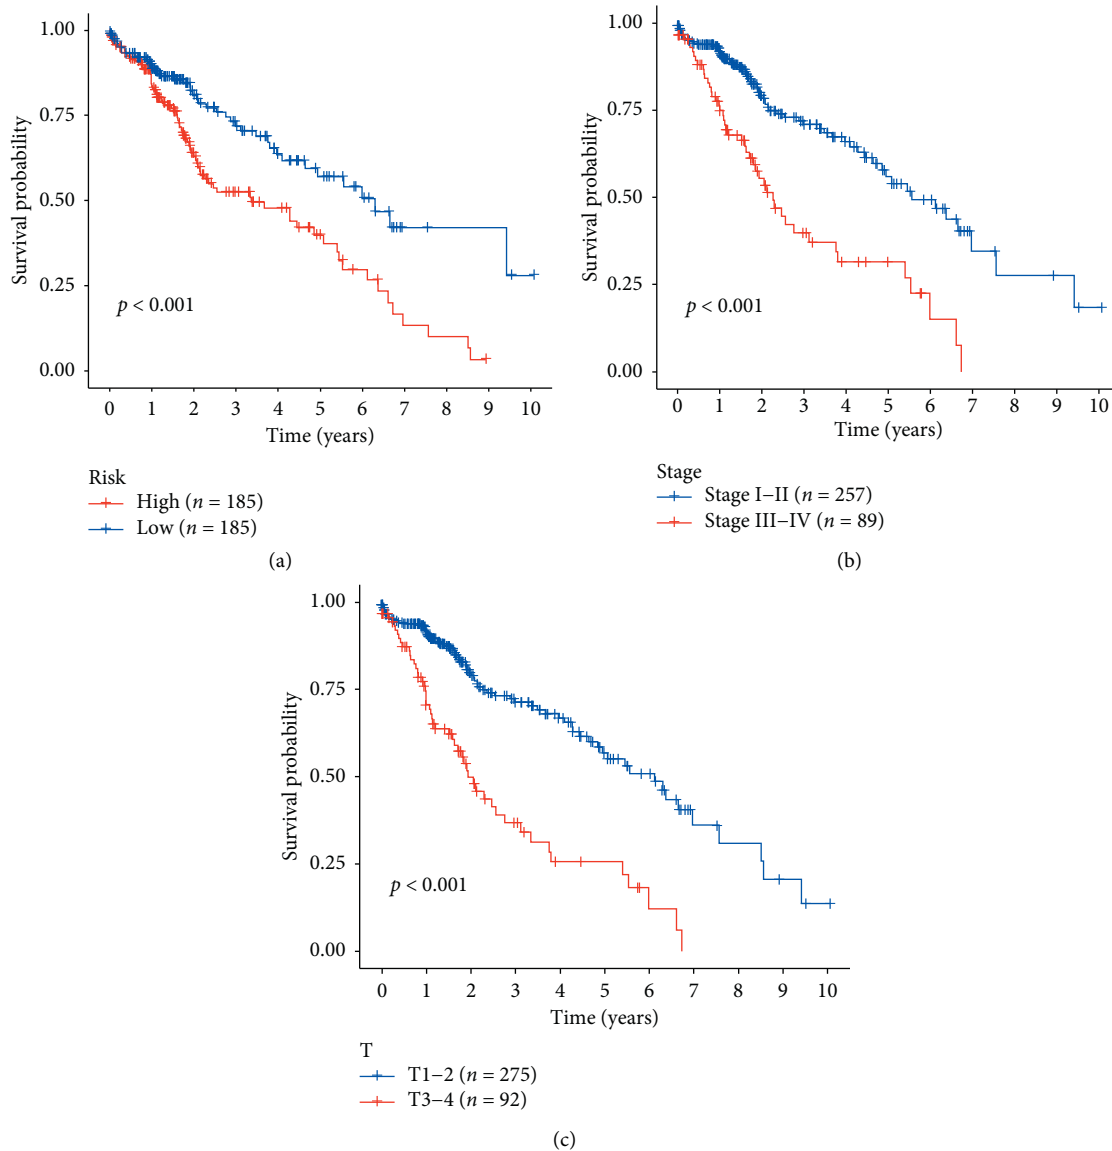 1.00
0.75
0.50
0.25
0.00
Survival probability
p < 0.001
0 1 2 3 4 5 6 7 8 9 10
Time (years)
Risk
High (n = 185)
Low (n = 185)
(a)
1.00
0.75
0.50
0.25
0.00
Survival probability
p < 0.001
0 1 2 3 4 5 6 7 8 9 10
Time (years)
Stage
Stage I–II (n = 257)
Stage III–IV (n = 89)
(b)
1.00
0.75
0.50
0.25
0.00
Survival probability
p < 0.001
0 1 2 3 4 5 6 7 8 9 10
Time (years)
T
T1–2 (n = 275)
T3–4 (n = 92)
(c)